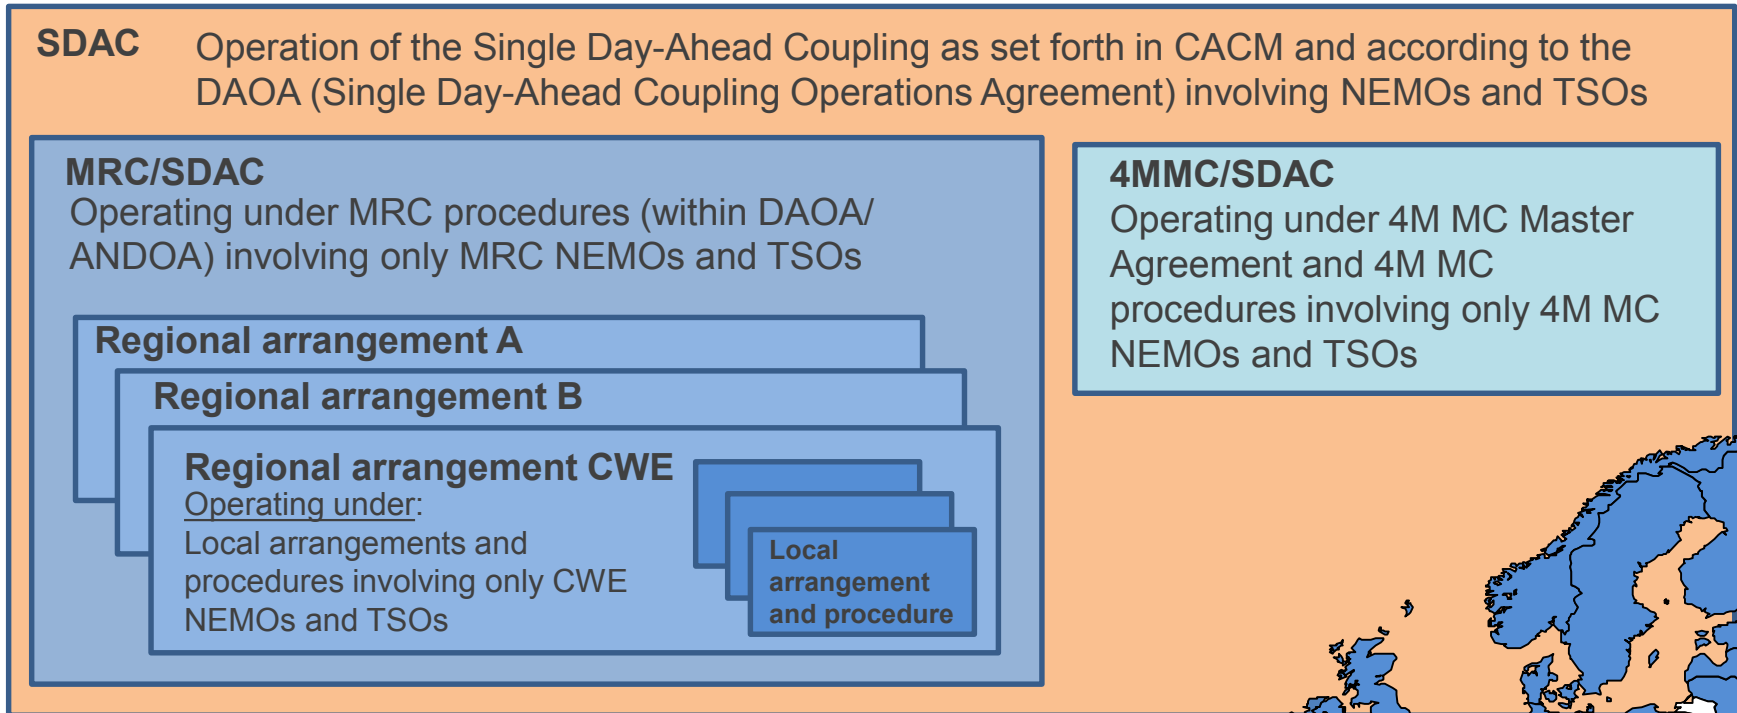 SDAC Operation of the Single Day-Ahead Coupling as set forth in CACM and according to the
DAOA (Single Day-Ahead Coupling Operations Agreement) involving NEMOs and TSOs
MRC/SDAC
Operating under MRC procedures (within DAOA/
ANDOA) involving only MRC NEMOs and TSOs
Regional arrangement A
Regional arrangement B
Regional arrangement CWE
Operating under:
Local arrangements and
procedures involving only CWE
NEMOs and TSOs
Local
arrangement
and procedure
4MMC/SDAC
Operating under 4M MC Master
Agreement and 4M MC
procedures involving only 4M MC
NEMOs and TSOs